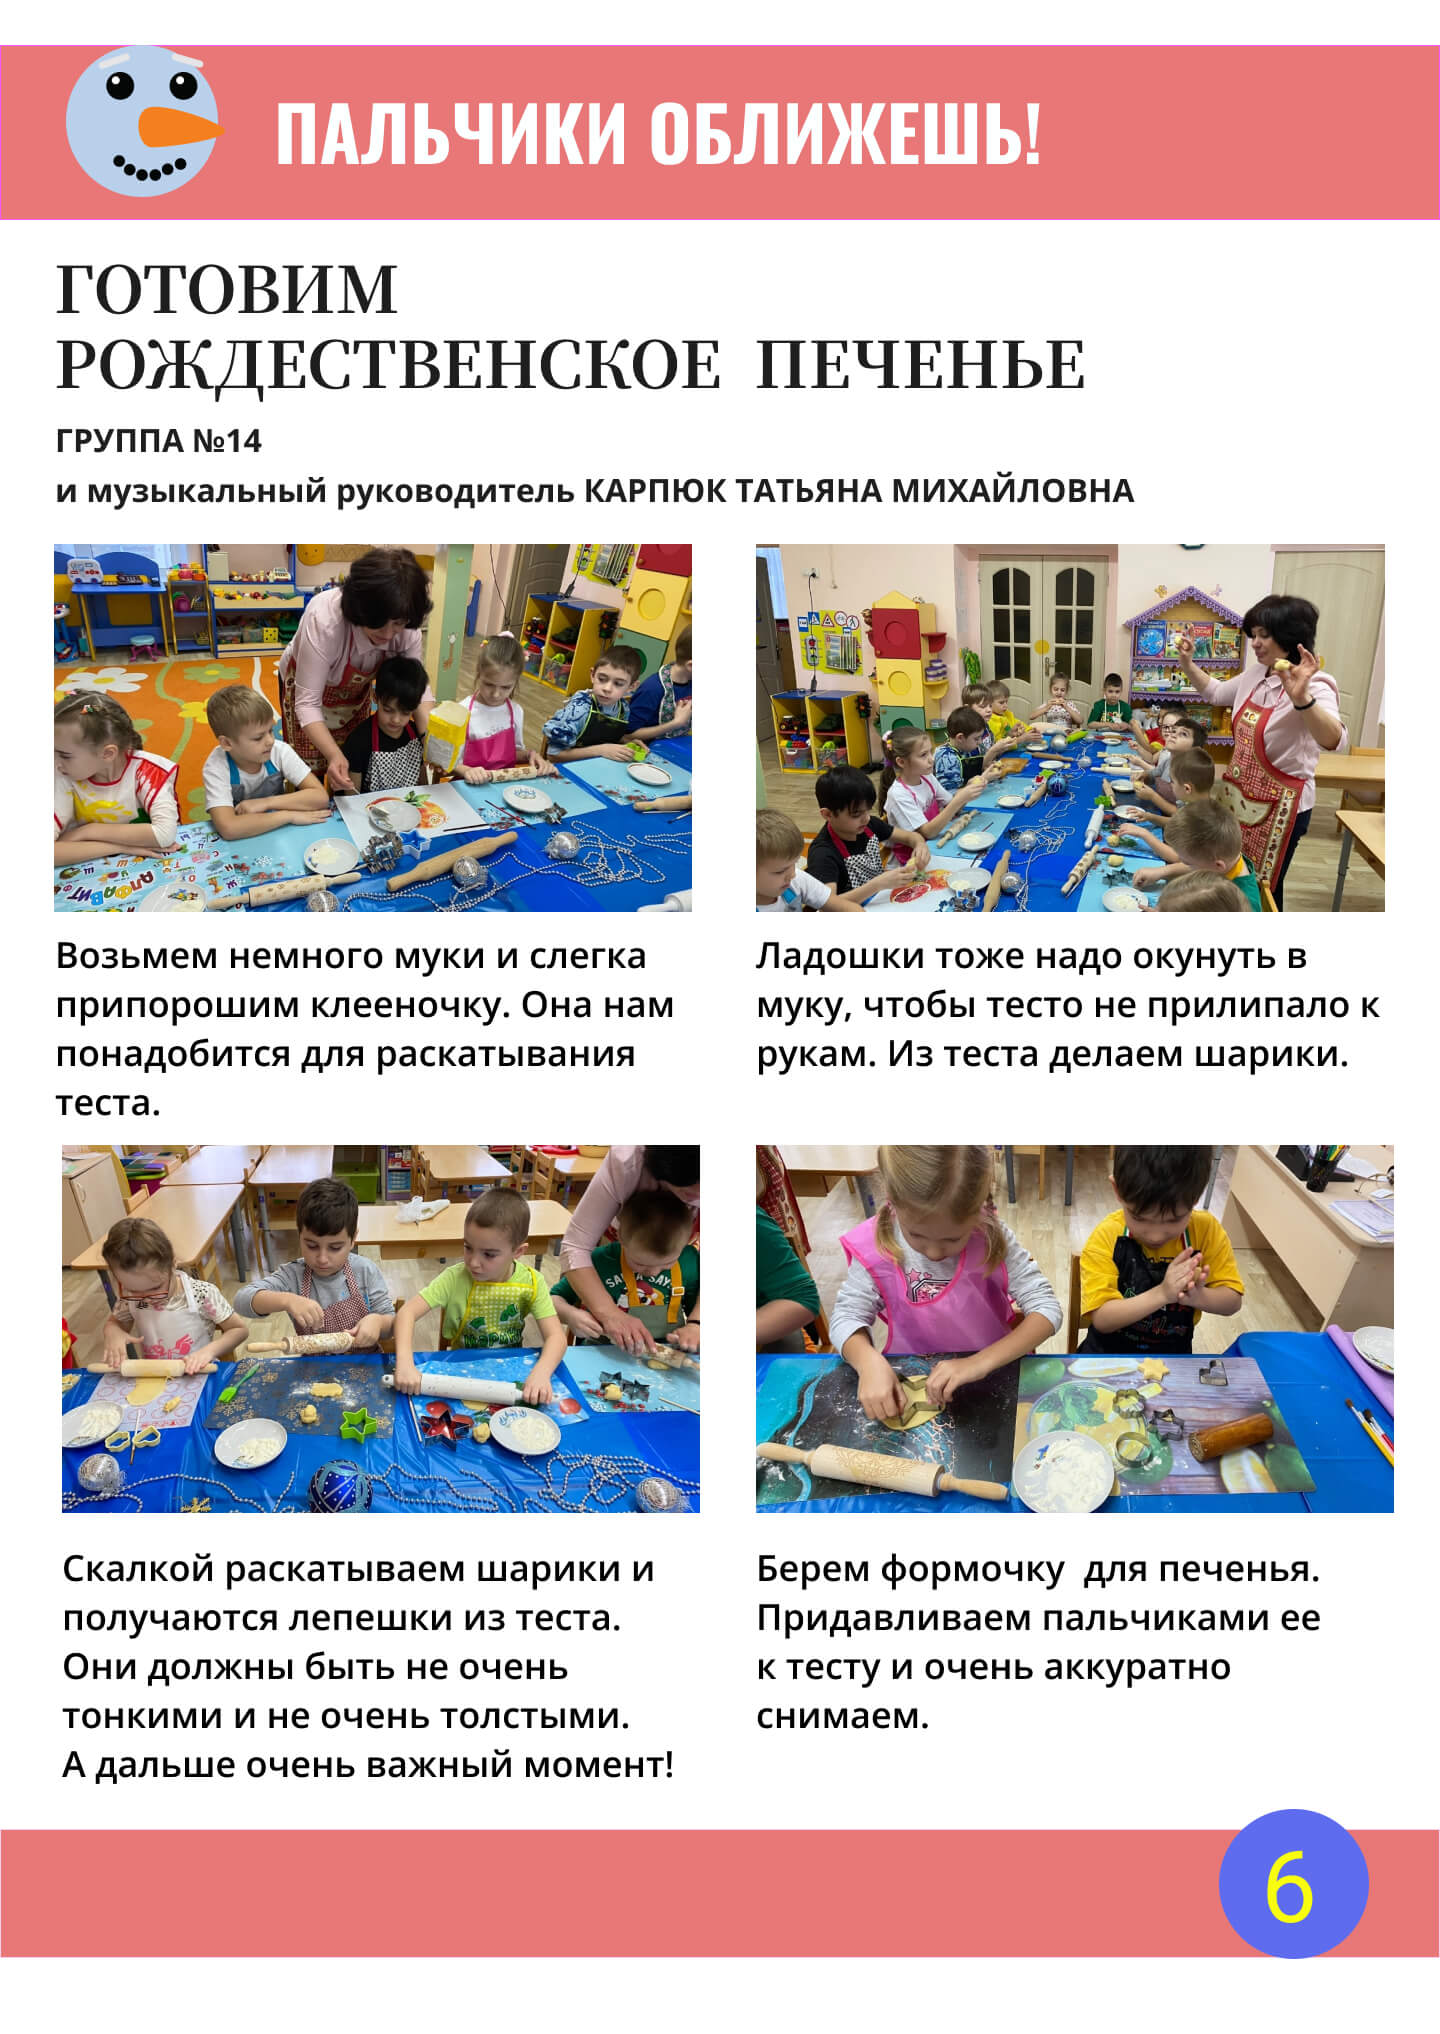 ПАЛЬЧИКИ ОБЛИЖЕШЬ!
ГОТОВИМ
РОЖДЕСТВЕНСКОЕ ПЕЧЕНЬЕ
ГРУППА №14
и музыкальный руководитель КАРПЮК ТАТЬЯНА МИХАЙЛОВНА
АЛФАВИТ
Возьмем немного муки и слегка
припорошим клееночку. Она нам
понадобится для раскатывания
теста.
Ладошки тоже надо окунуть в
муку, чтобы тесто не прилипало к
рукам. Из теста делаем шарики.
Скалкой раскатываем шарики и
получаются лепешки из теста.
Они должны быть не очень
тонкими и не очень толстыми.
А дальше очень важный момент!
Берем формочку для печенья.
Придавливаем пальчиками ее
к тесту и очень аккуратно
снимаем.
6